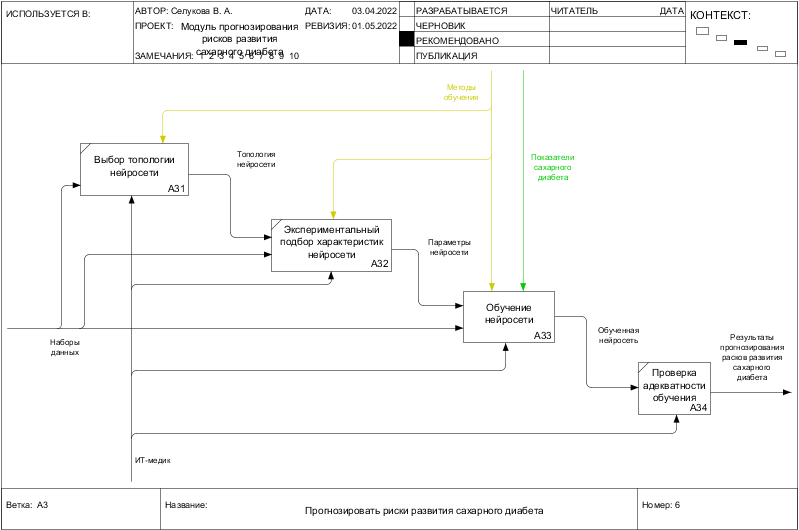 ИСПОЛЬЗУЕТСЯ В:
АВТОР: Селукова В. А.
ДАТА: 03.04.2022
ПРОЕКТ: Модуль прогнозирования
рисков развития
сахарного диабета
РЕВИЗИЯ: 01.05.2022
ЗАМЕЧАНИЯ: 1 2 3 4 5 6 7 8 9 10
РАЗРАБАТЫВАЕТСЯ
ЧЕРНОВИК
РЕКОМЕНДОВАНО
ПУБЛИКАЦИЯ
ЧИТАТЕЛЬ
ДАТА
КОНТЕКСТ:
Методы
обучения
Выбор топологии
нейросети
A31
Топология
нейросети
Показатели
сахарного
диабета
Экспериментальный
подбор характеристик
нейросети
A32
Параметры
нейросети
Обучение
нейросети
A33
Наборы
данных
Обученная
нейросеть
Результаты
прогнозирования
расков развития
сахарного
диабета
Проверка
адекватности
обучения
A34
ИТ-медик
Ветка: A3
Название:
Прогнозировать риски развития сахарного диабета
Номер: 6